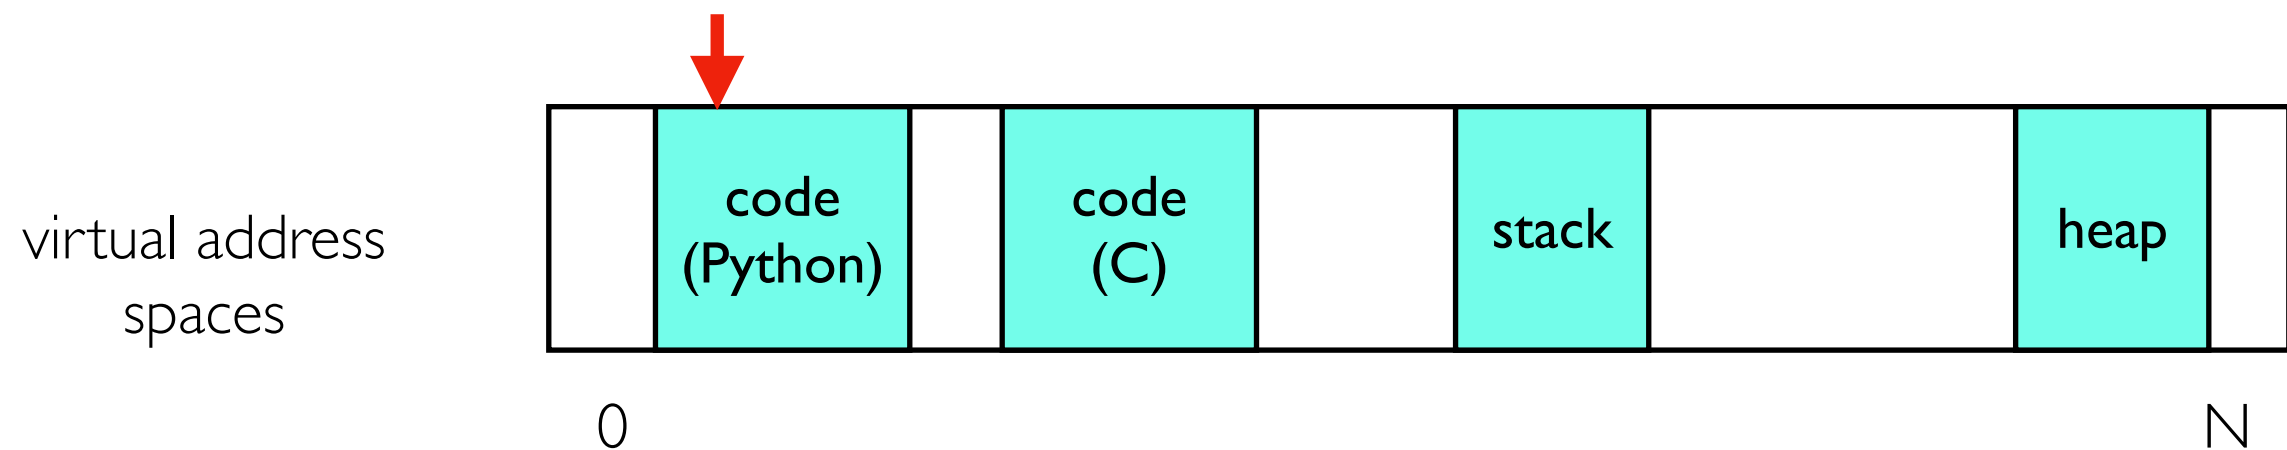 virtual address
spaces
code
(Python)
code
(C)
stack
heap
0
N